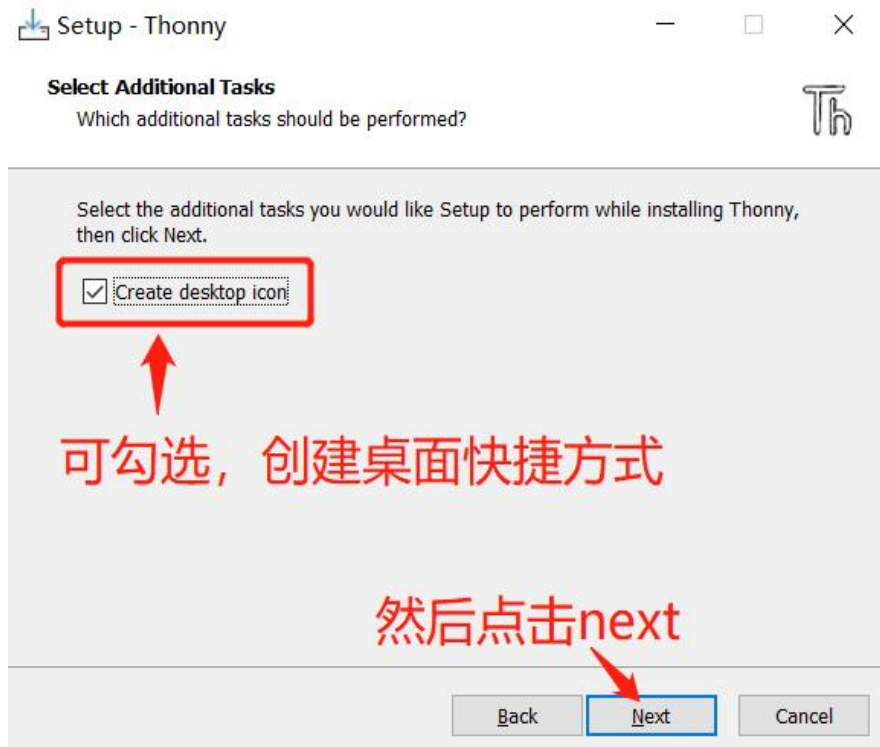 Setup - Thonny
Select Additional Tasks
Which additional tasks should be performed?
Th
Select the additional tasks you would like Setup to perform while installing Thonny,
then click Next.
Create desktop icon
可勾选，创建桌面快捷方式
然后点击next
Back
Next
Cancel